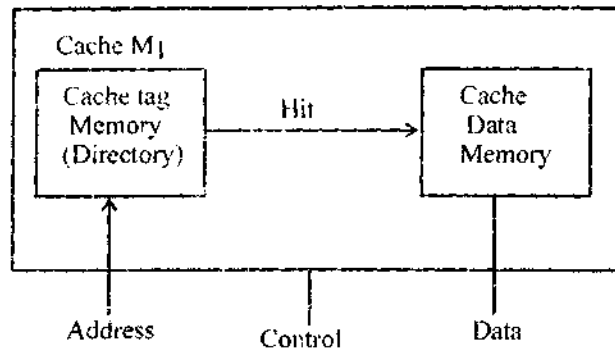 Cache M1
Cache tag
Memory
(Directory)
Hit
Cache
Data
Memory
Address
Control
Data